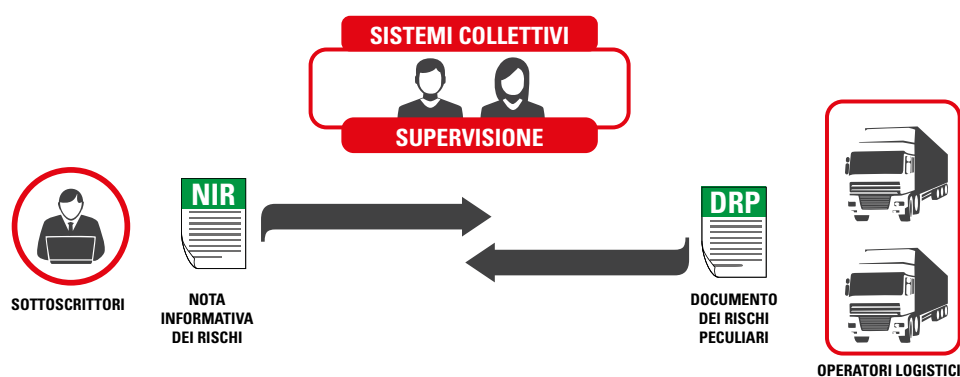 SISTEMI COLLETTIVI
SUPERVISIONE
NIR
DRP
SOTTOSCRITTORI
NOTA
INFORMATIVA
DEI RISCHI
DOCUMENTO
DEI RISCHI
PECULIARI
OPERATORI LOGISTICI